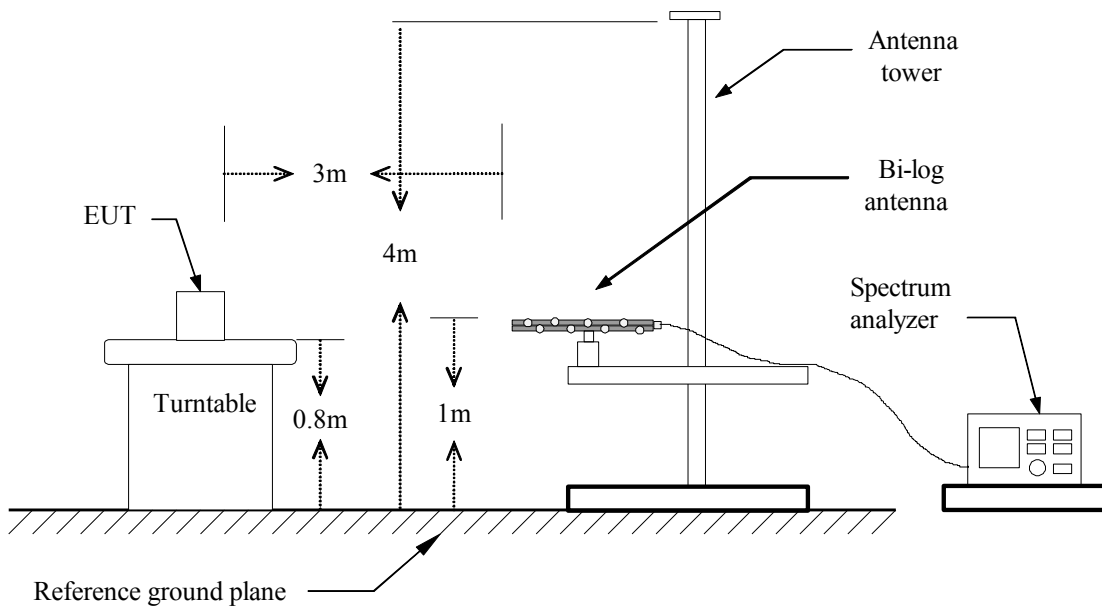 Antenna
tower
3m
Bi-log
antenna
EUT
4m
Spectrum
analyzer
Turntable
0.8m
1m
Reference ground plane